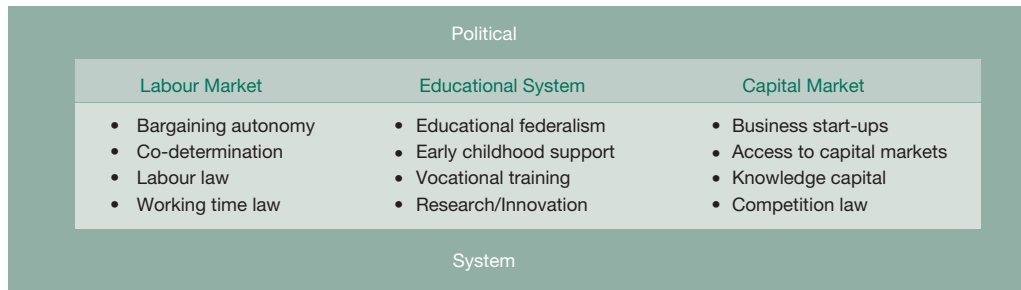 Political
Labour Market
Educational System
Capital Market
• Bargaining autonomy
• Co-determination
• Labour law
• Working time law
• Educational federalism
• Early childhood support
• Vocational training
• Research/Innovation
• Business start-ups
• Access to capital markets
• Knowledge capital
• Competition law
System